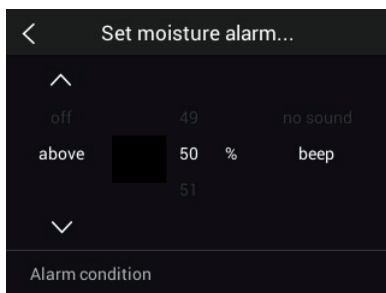 Set moisture alarm...
off 49 no sound
above 50 % beep
51
Alarm condition